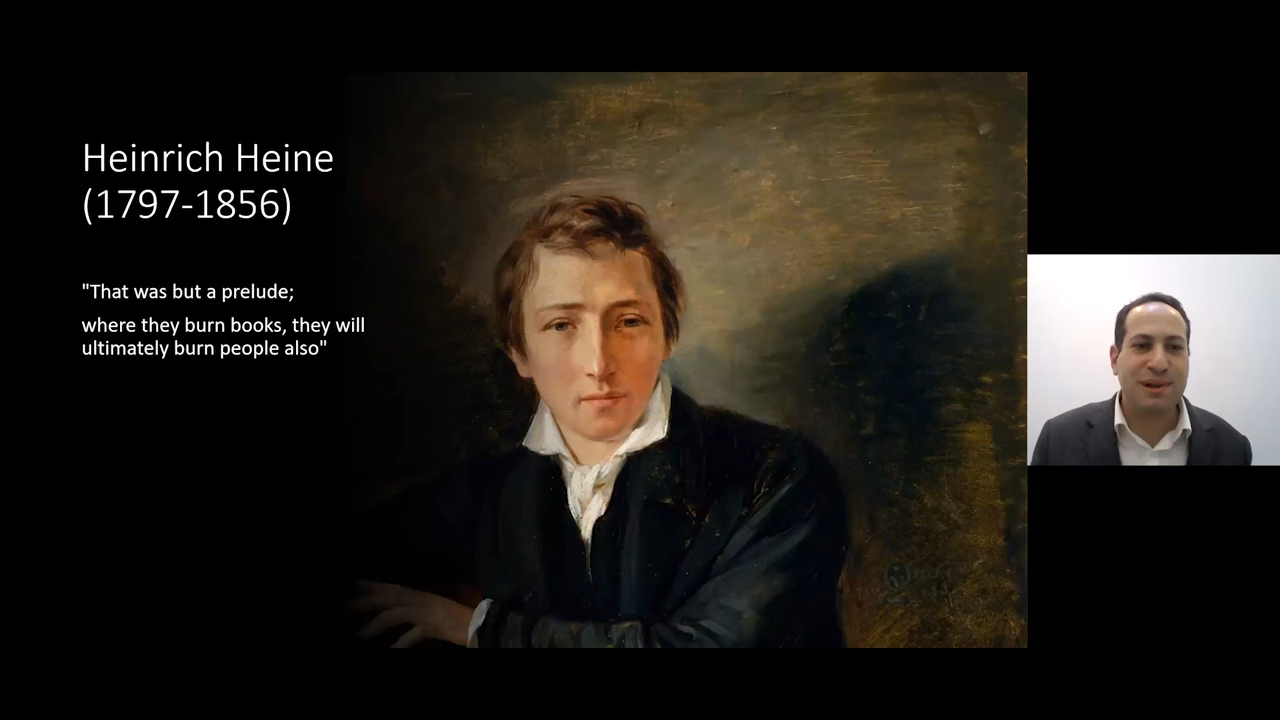 Heinrich Heine
(1797-1856)
"That was but a prelude;
where they burn books, they will
ultimately burn people also"